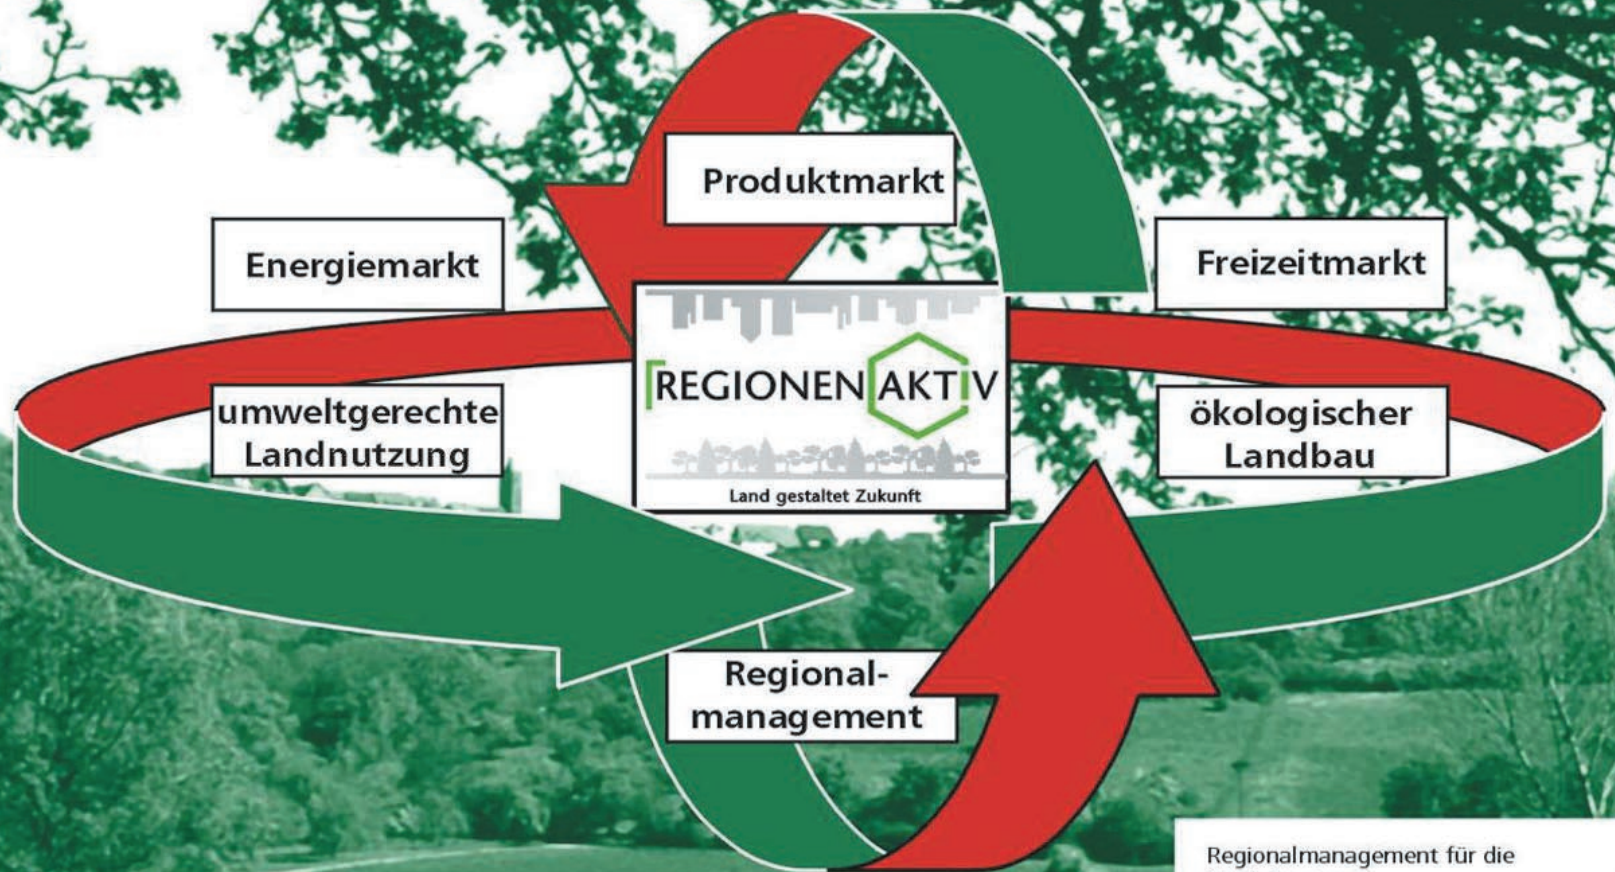 Produktmarkt
Energiemarkt
Freizeitmarkt
REGIONEN AKTIV
umweltgerechte
Landnutzung
ökologischer
Landbau
Land gestaltet Zukunft
Regional-
management
Regionalmanagement für die